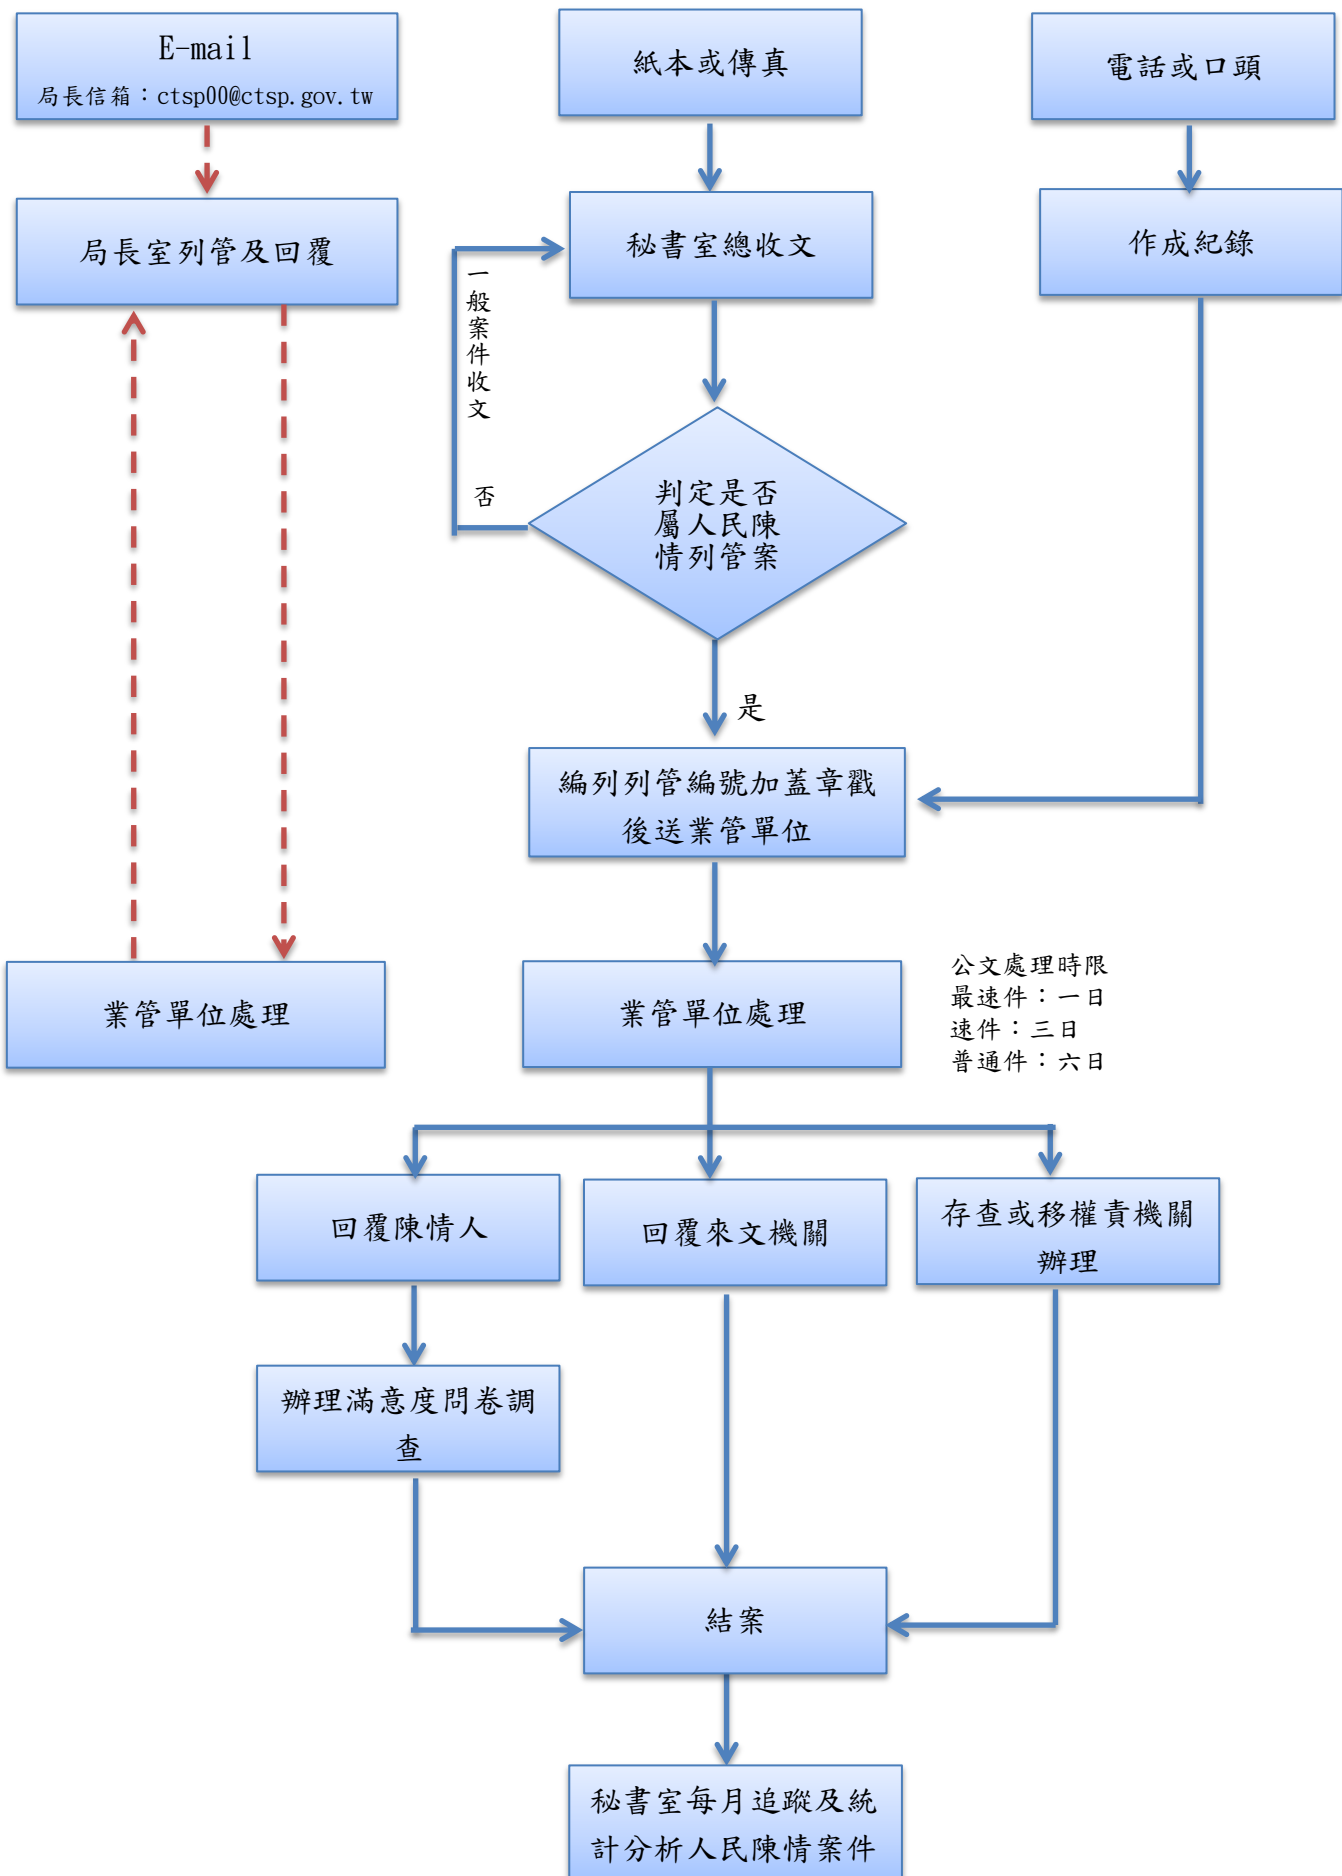 E-mail
局長信箱：ctsp00@ctsp.gov.tw
紙本或傳真
電話或口頭
局長室列管及回覆
秘書室總收文
作成紀錄
一般案件收文
否
判定是否
屬人民陳
情列管案
是
編列列管編號加蓋章戳
後送業管單位
業管單位處理
業管單位處理
公文處理時限
最速件：一日
速件：三日
普通件：六日
回覆陳情人
回覆來文機關
存查或移權責機關
辦理
辦理滿意度問卷調
查
結案
秘書室每月追蹤及統
計分析人民陳情案件